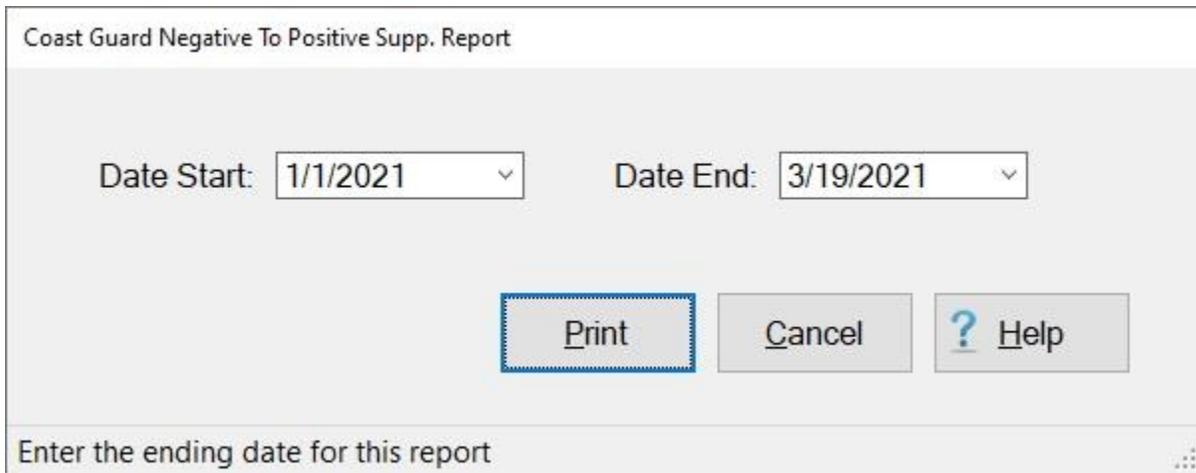 Coast Guard Negative To Positive Supp. Report
Date Start: 1/1/2021 Date End: 3/19/2021
Print Cancel ? Help
Enter the ending date for this report